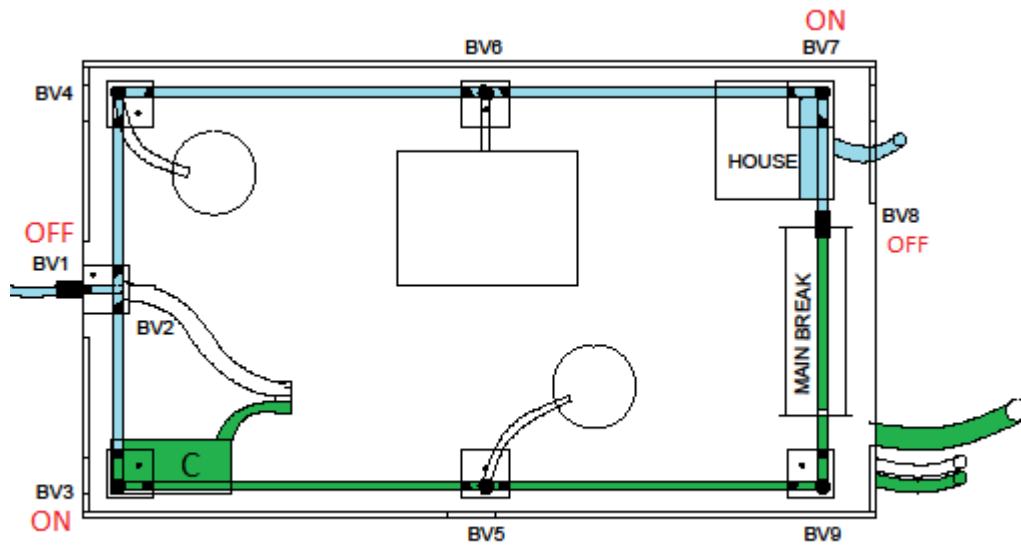 ON
BV6
BV7
BV4
HOUSE
OFF
BV8
OFF
BV1
BV2
MAIN BREAK
C
BV3
ON
BV5
BV9